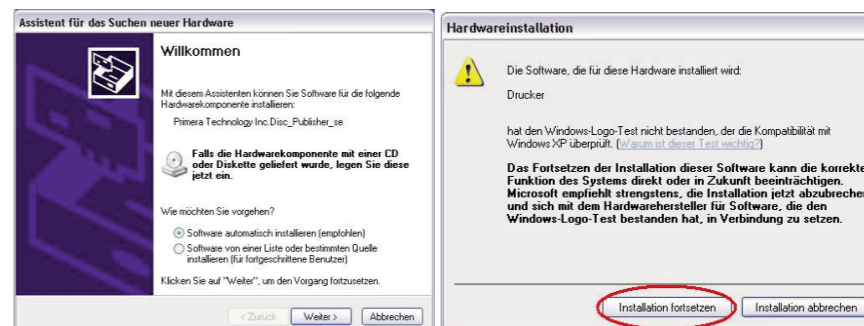 Assistent für das Suchen neuer Hardware
Willkommen
Mit diesem Assistenten können Sie Software für die folgende
Hardwarekomponente installieren:
Primera Technology Inc.Disc_Publisher_se
Falls die Hardwarekomponente mit einer CD
oder Diskette geliefert wurde, legen Sie diese
jetzt ein.
Wie möchten Sie vorgehen?
Software automatisch installieren (empfohlen)
Software von einer Liste oder bestimmten Quelle
installieren (für fortgeschrittene Benutzer)
Klicken Sie auf "Weiter", um den Vorgang fortzusetzen.
< Zurück Weiter > Abbrechen
Hardwareinstallation
Die Software, die für diese Hardware installiert wird:
Drucker
hat den Windows-Logo-Test nicht bestanden, der die Kompatibilität mit
Windows XP überprüft. (Warum ist dieser Test wichtig?)
Das Fortsetzen der Installation dieser Software kann die korrekte
Funktion des Systems direkt oder in Zukunft beeinträchtigen.
Microsoft empfiehlt strengstens, die Installation jetzt abzubrechen
und sich mit dem Hardwarehersteller für Software, die den
Windows-Logo-Test bestanden hat, in Verbindung zu setzen.
Installation fortsetzen Installation abbrechen